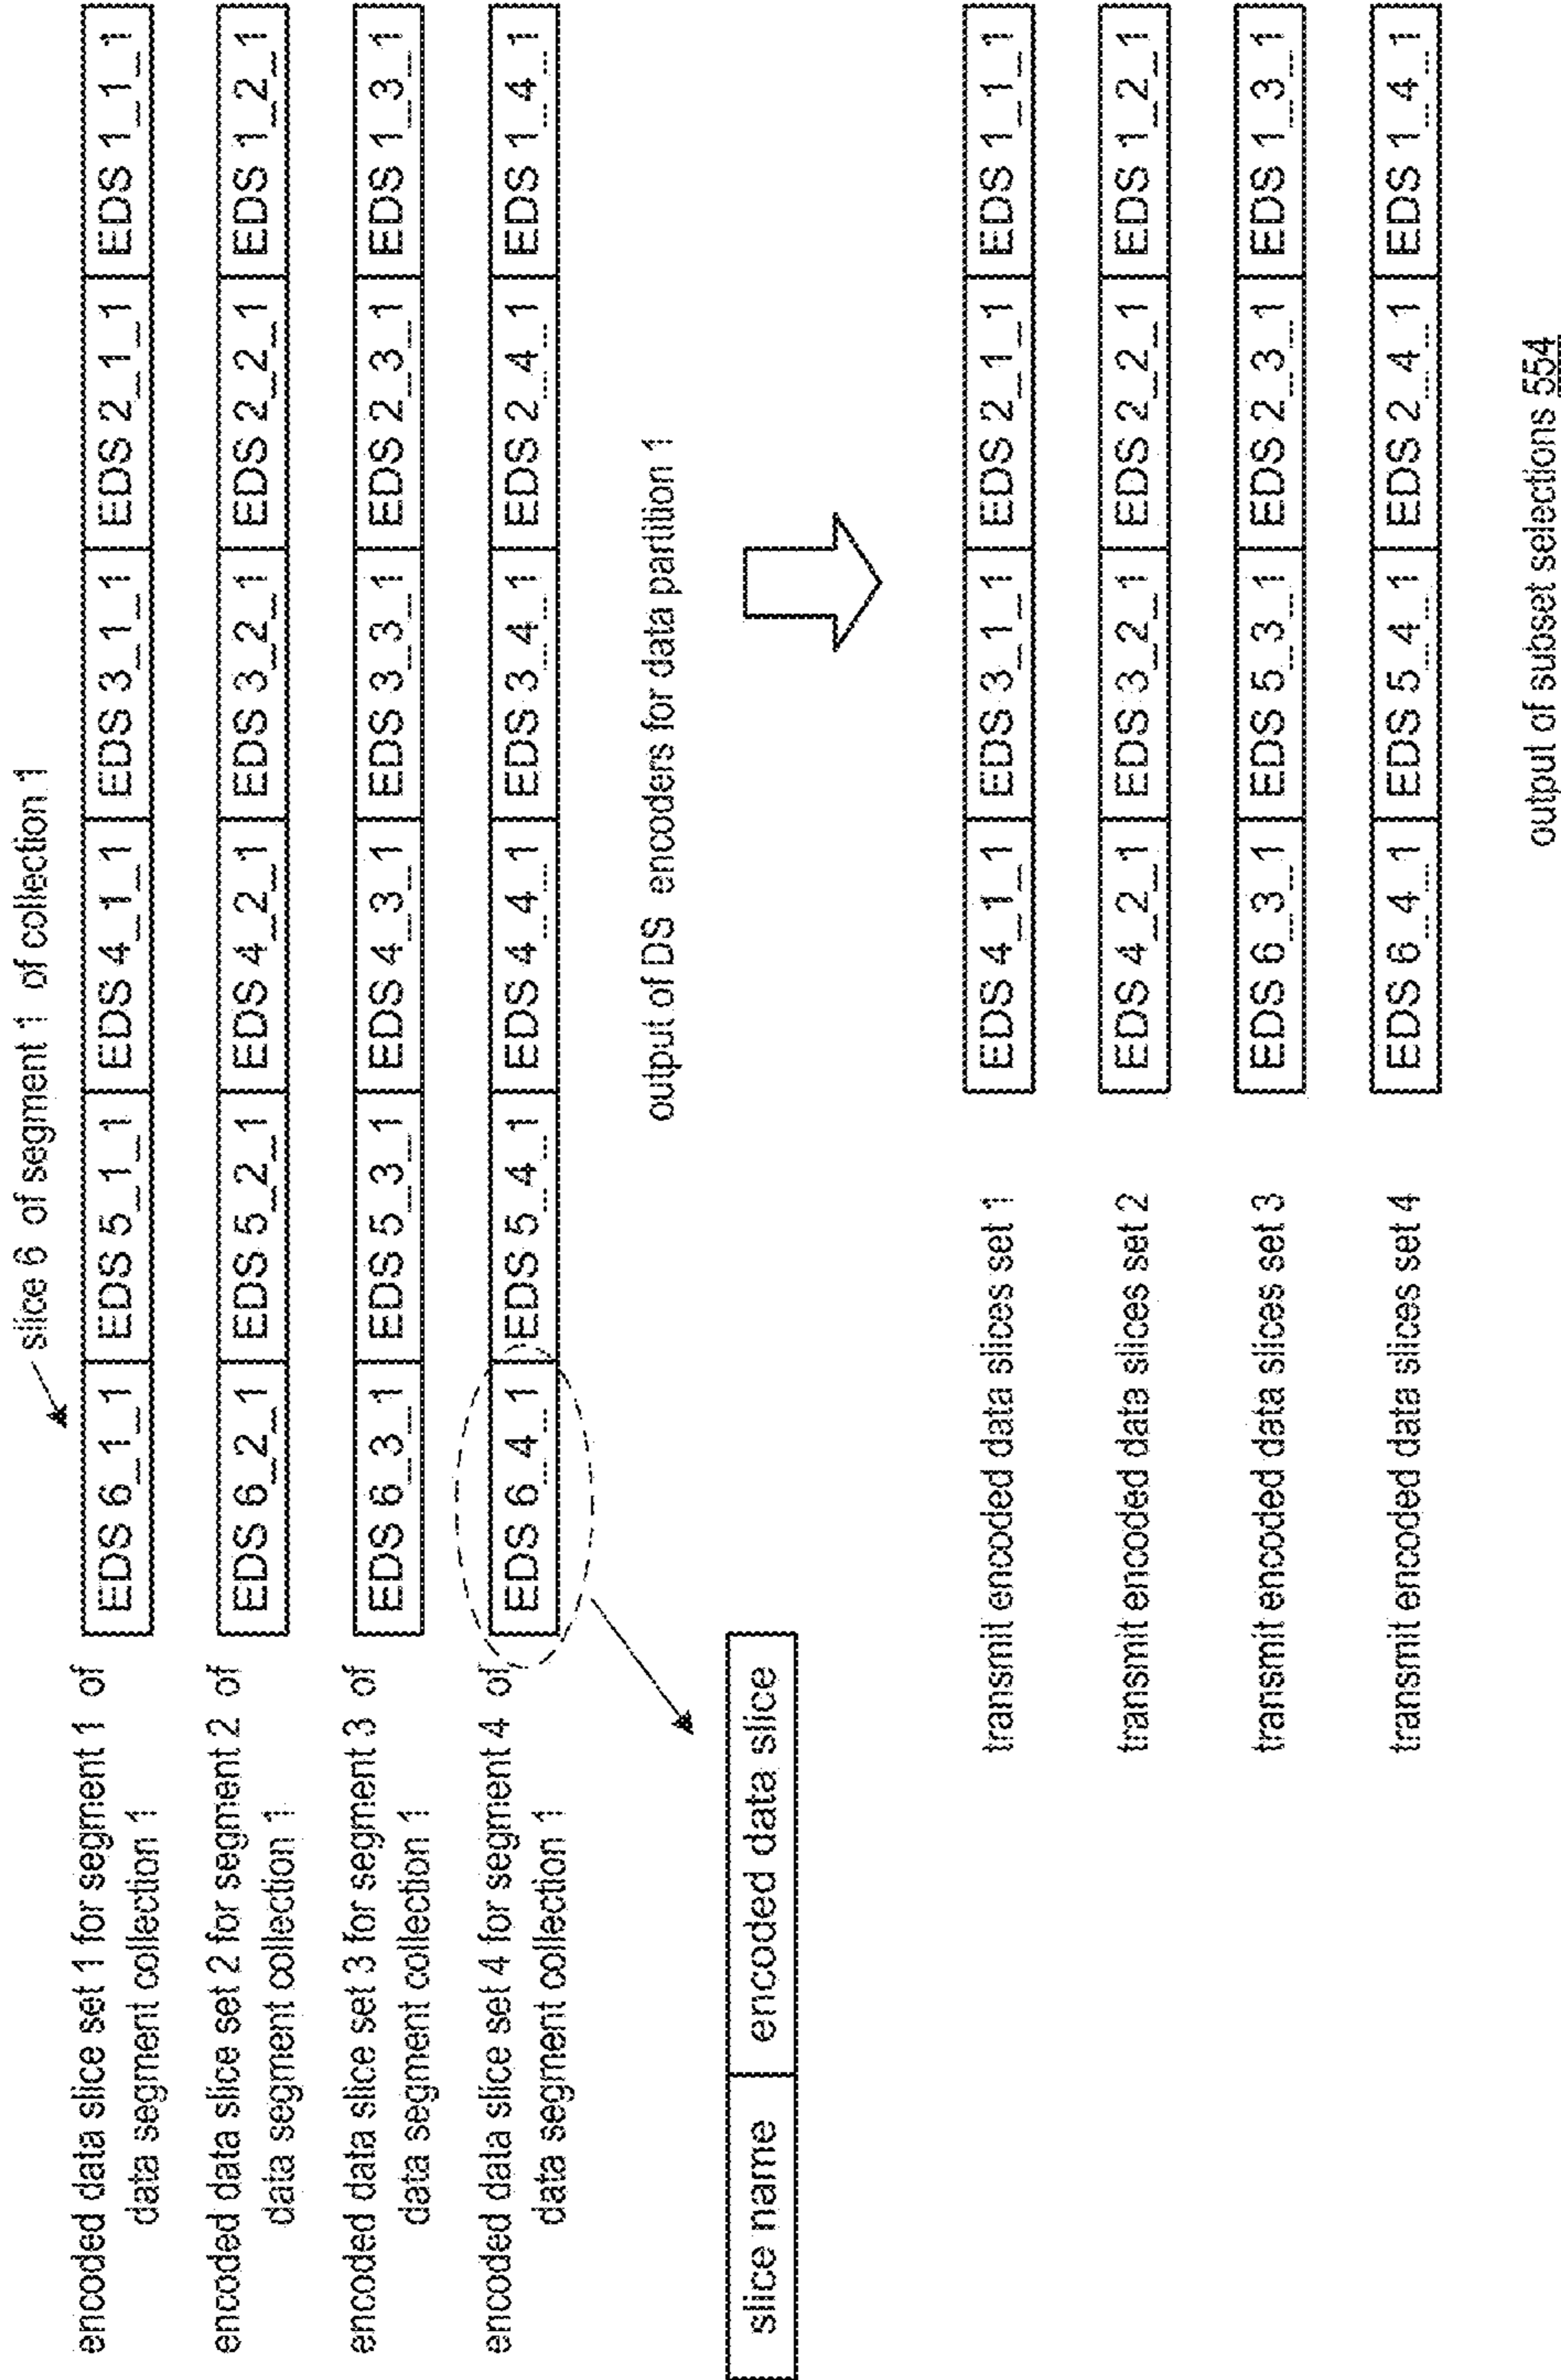 slice 6 of segment 1 of collection 1
encoded data slice set 1 for segment 1 of
data segment collection 1
EDS 6_1_1 EDS 5_1_1 EDS 4_1_1 EDS 3_1_1 EDS 2_1_1 EDS 1_1_1
encoded data slice set 2 for segment 2 of
data segment collection 1
EDS 6_2_1 EDS 5_2_1 EDS 4_2_1 EDS 3_2_1 EDS 2_2_1 EDS 1_2_1
encoded data slice set 3 for segment 3 of
data segment collection 1
EDS 6_3_1 EDS 5_3_1 EDS 4_3_1 EDS 3_3_1 EDS 2_3_1 EDS 1_3_1
encoded data slice set 4 for segment 4 of
data segment collection 1
EDS 6_4_1 EDS 5_4_1 EDS 4_4_1 EDS 3_4_1 EDS 2_4_1 EDS 1_4_1
output of DS encoders for data partition 1
slice name encoded data slice
transmit encoded data slices set 1 EDS 4_1_1 EDS 3_1_1 EDS 2_1_1 EDS 1_1_1
transmit encoded data slices set 2 EDS 4_2_1 EDS 3_2_1 EDS 2_2_1 EDS 1_2_1
transmit encoded data slices set 3 EDS 6_3_1 EDS 5_3_1 EDS 2_3_1 EDS 1_3_1
transmit encoded data slices set 4 EDS 6_4_1 EDS 5_4_1 EDS 2_4_1 EDS 1_4_1
output of subset selections 554